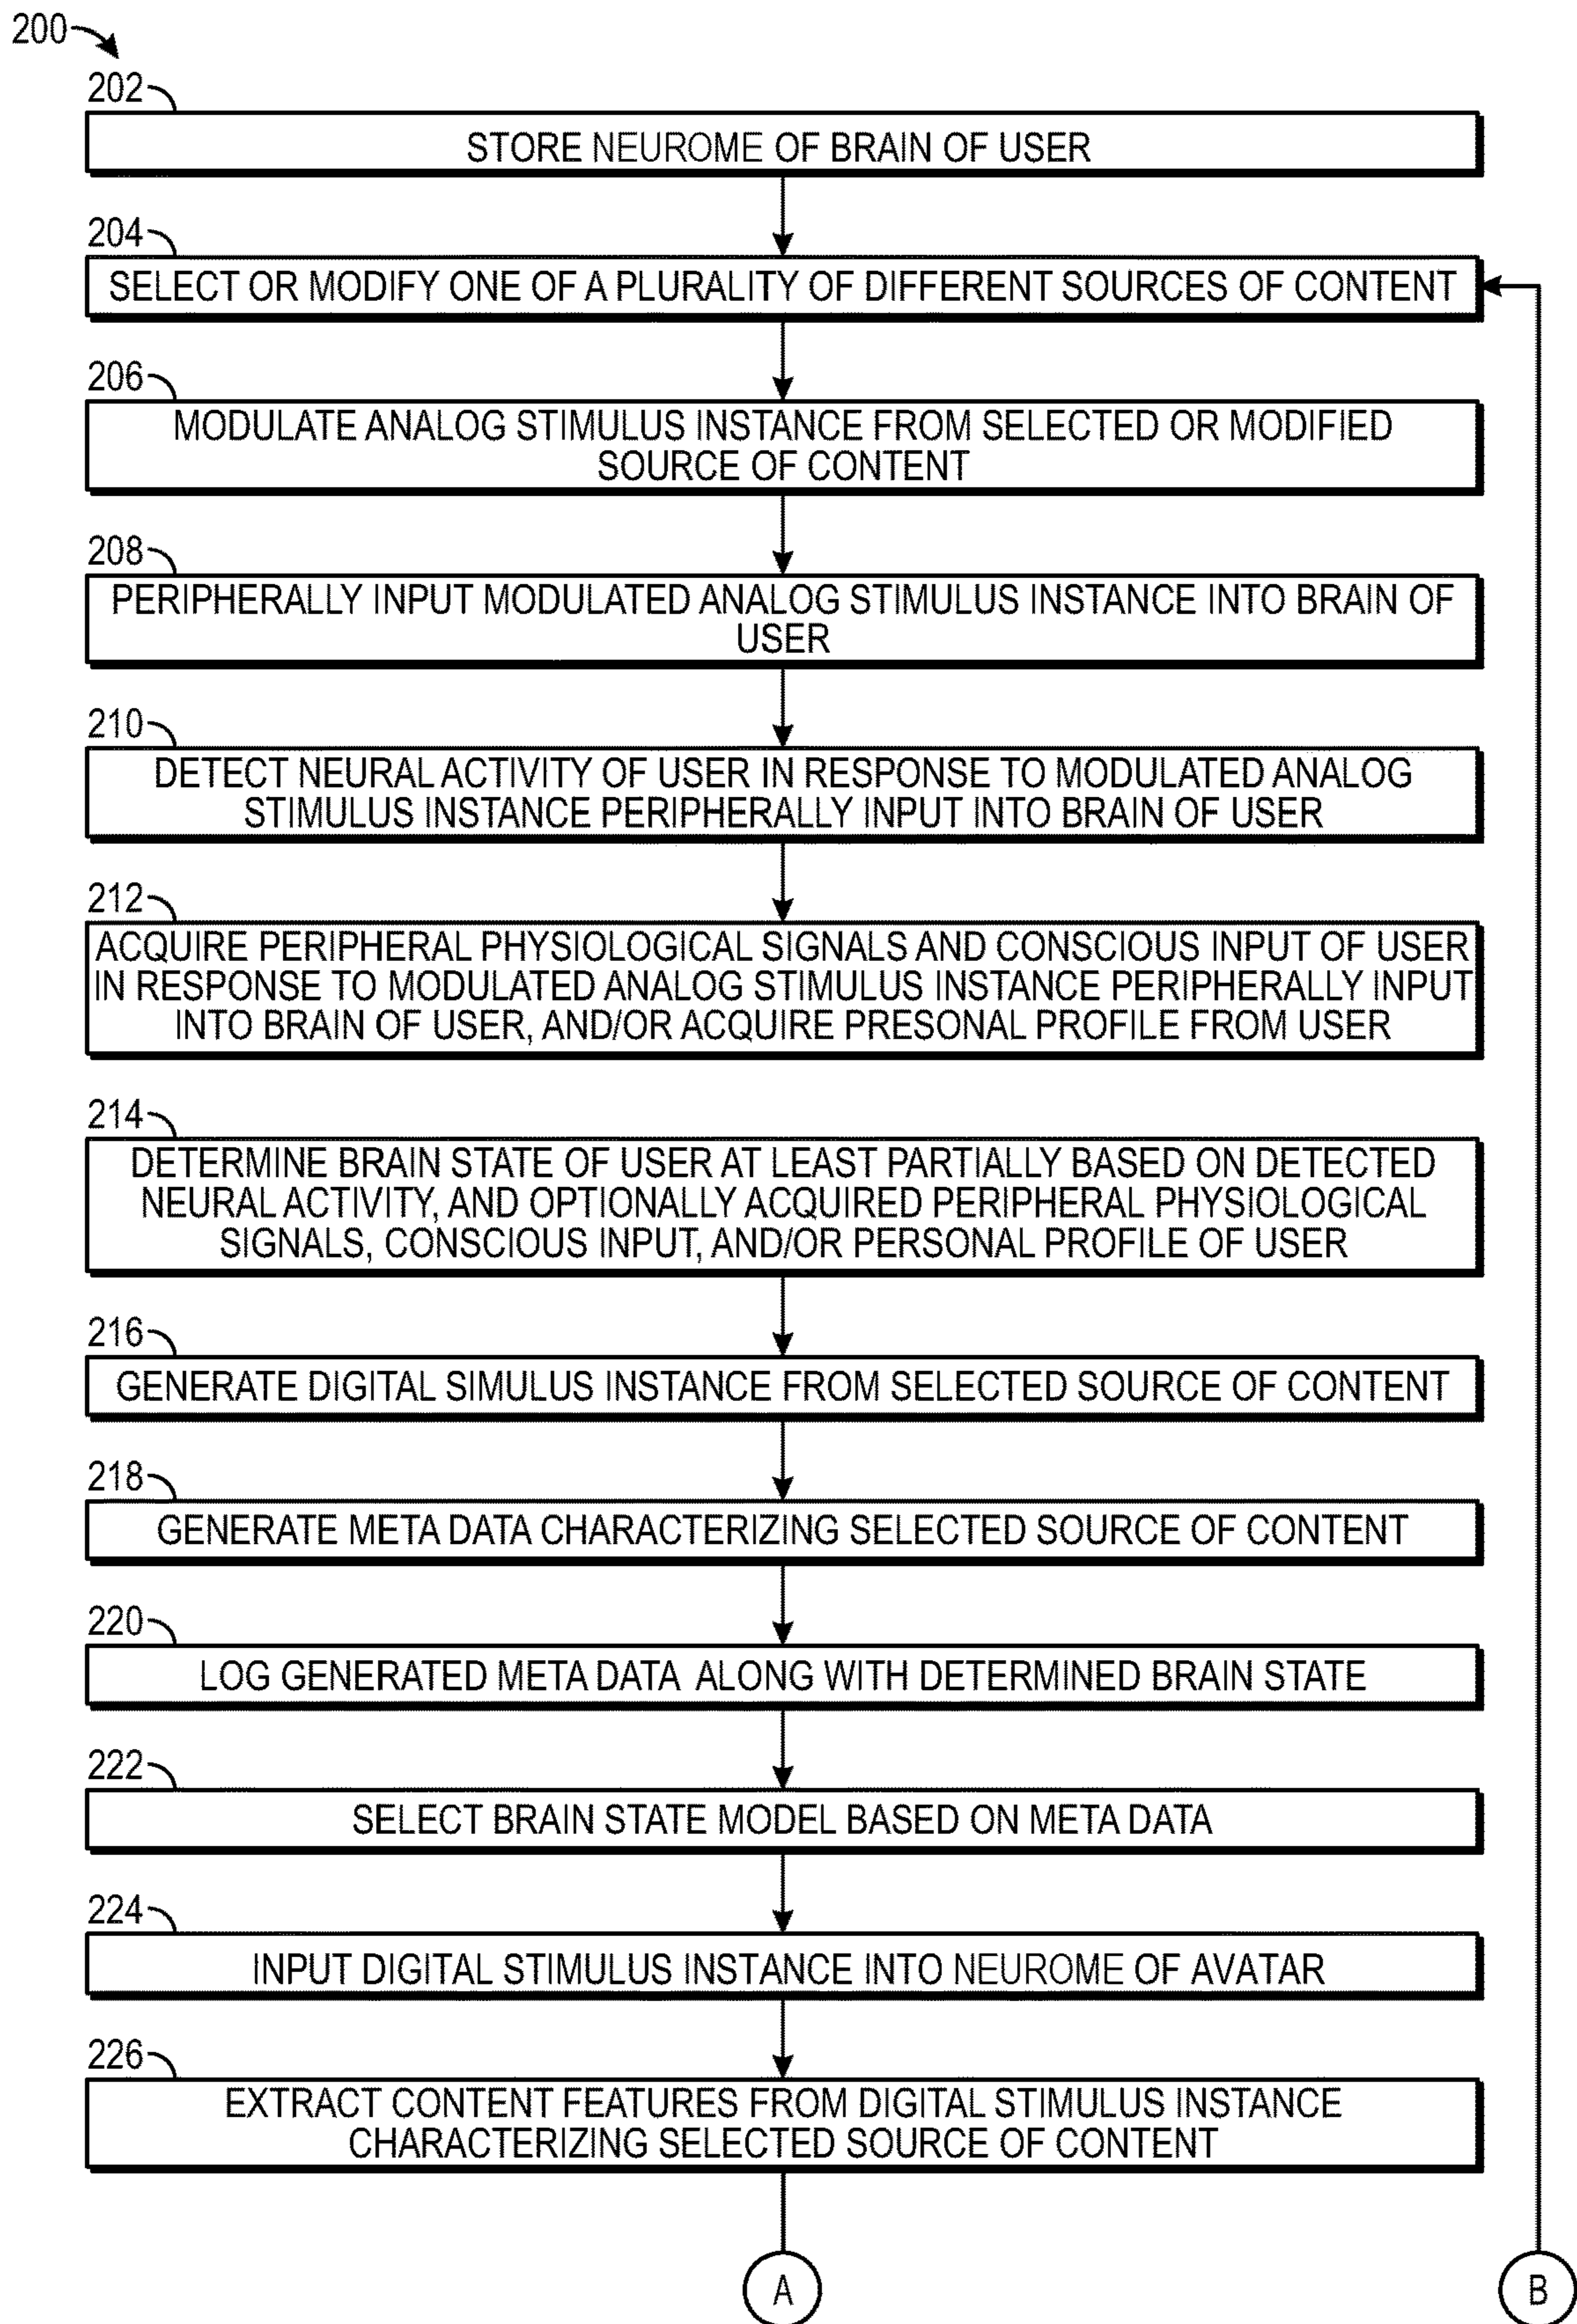 200
202
STORE NEUROME OF BRAIN OF USER
204
SELECT OR MODIFY ONE OF A PLURALITY OF DIFFERENT SOURCES OF CONTENT
206
MODULATE ANALOG STIMULUS INSTANCE FROM SELECTED OR MODIFIED
SOURCE OF CONTENT
208
PERIPHERALLY INPUT MODULATED ANALOG STIMULUS INSTANCE INTO BRAIN OF
USER
210
DETECT NEURAL ACTIVITY OF USER IN RESPONSE TO MODULATED ANALOG
STIMULUS INSTANCE PERIPHERALLY INPUT INTO BRAIN OF USER
212
ACQUIRE PERIPHERAL PHYSIOLOGICAL SIGNALS AND CONSCIOUS INPUT OF USER
IN RESPONSE TO MODULATED ANALOG STIMULUS INSTANCE PERIPHERALLY INPUT
INTO BRAIN OF USER, AND/OR ACQUIRE PRESONAL PROFILE FROM USER
214
DETERMINE BRAIN STATE OF USER AT LEAST PARTIALLY BASED ON DETECTED
NEURAL ACTIVITY, AND OPTIONALLY ACQUIRED PERIPHERAL PHYSIOLOGICAL
SIGNALS, CONSCIOUS INPUT, AND/OR PERSONAL PROFILE OF USER
216
GENERATE DIGITAL SIMULUS INSTANCE FROM SELECTED SOURCE OF CONTENT
218
GENERATE META DATA CHARACTERIZING SELECTED SOURCE OF CONTENT
220
LOG GENERATED META DATA ALONG WITH DETERMINED BRAIN STATE
222
SELECT BRAIN STATE MODEL BASED ON META DATA
224
INPUT DIGITAL STIMULUS INSTANCE INTO NEUROME OF AVATAR
226
EXTRACT CONTENT FEATURES FROM DIGITAL STIMULUS INSTANCE
CHARACTERIZING SELECTED SOURCE OF CONTENT
A
B